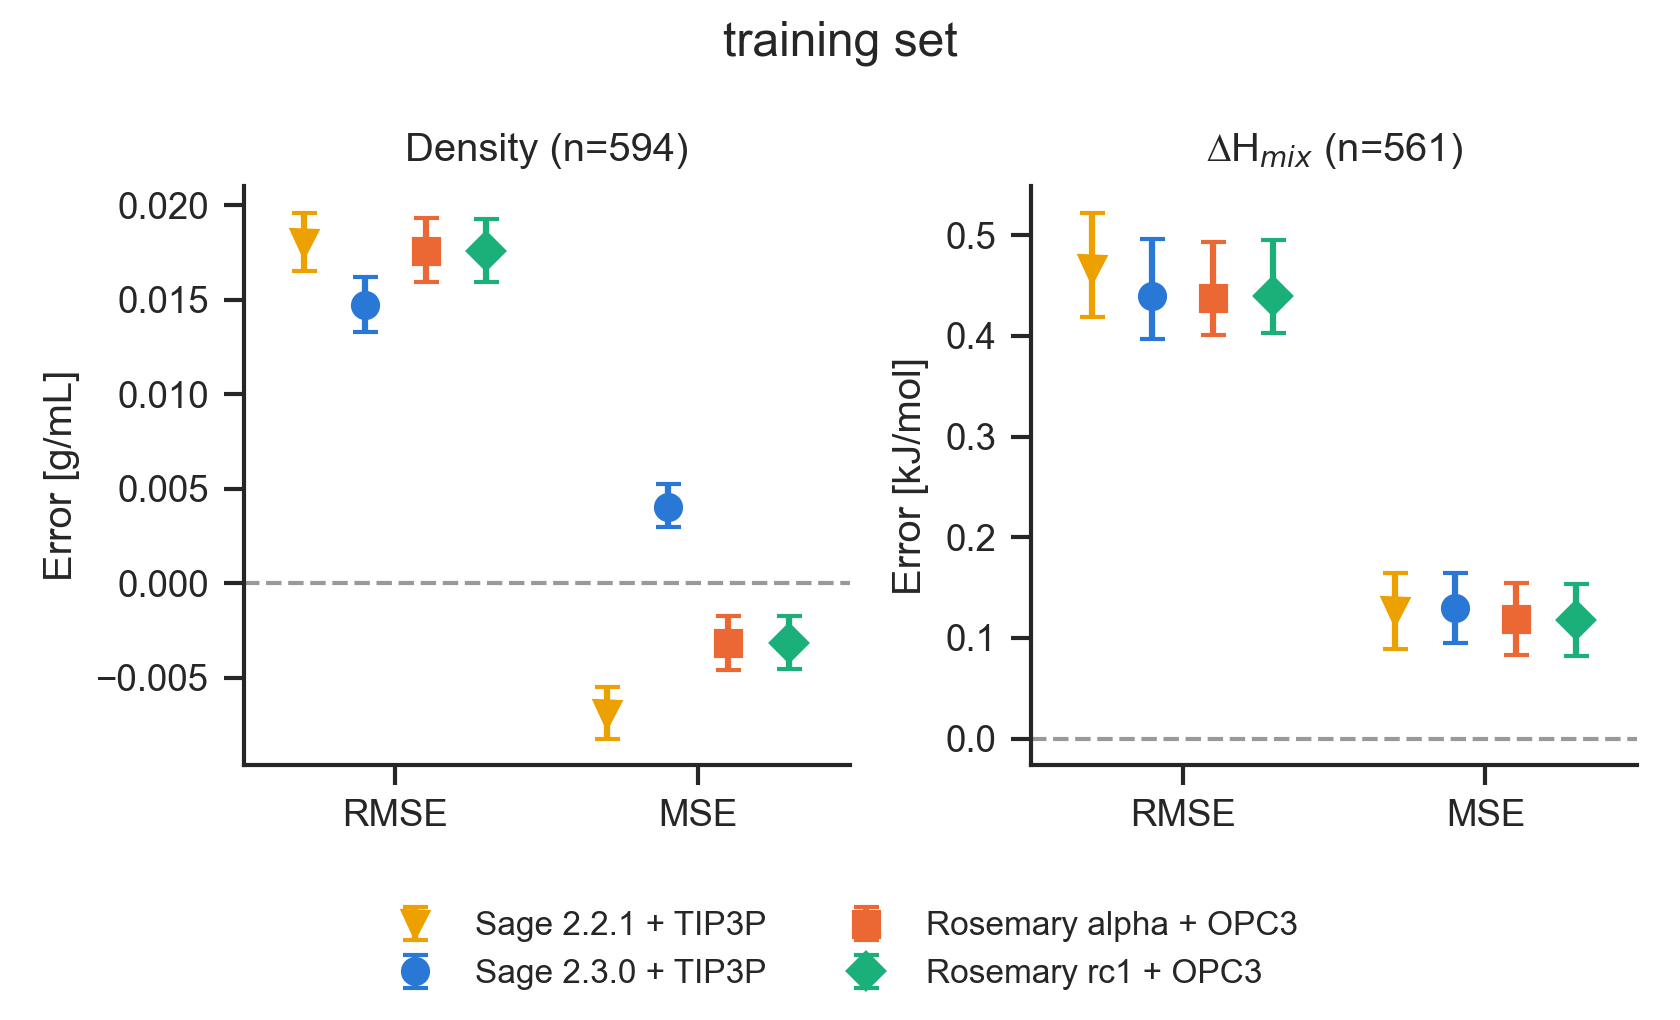 training set
Density (n=594)
ΔHmix (n=561)
Error [g/mL]
0.020
0.015
0.010
0.005
0.000
−0.005
RMSE
MSE
Error [kJ/mol]
0.5
0.4
0.3
0.2
0.1
0.0
RMSE
MSE
Sage 2.2.1 + TIP3P
Sage 2.3.0 + TIP3P
Rosemary alpha + OPC3
Rosemary rc1 + OPC3